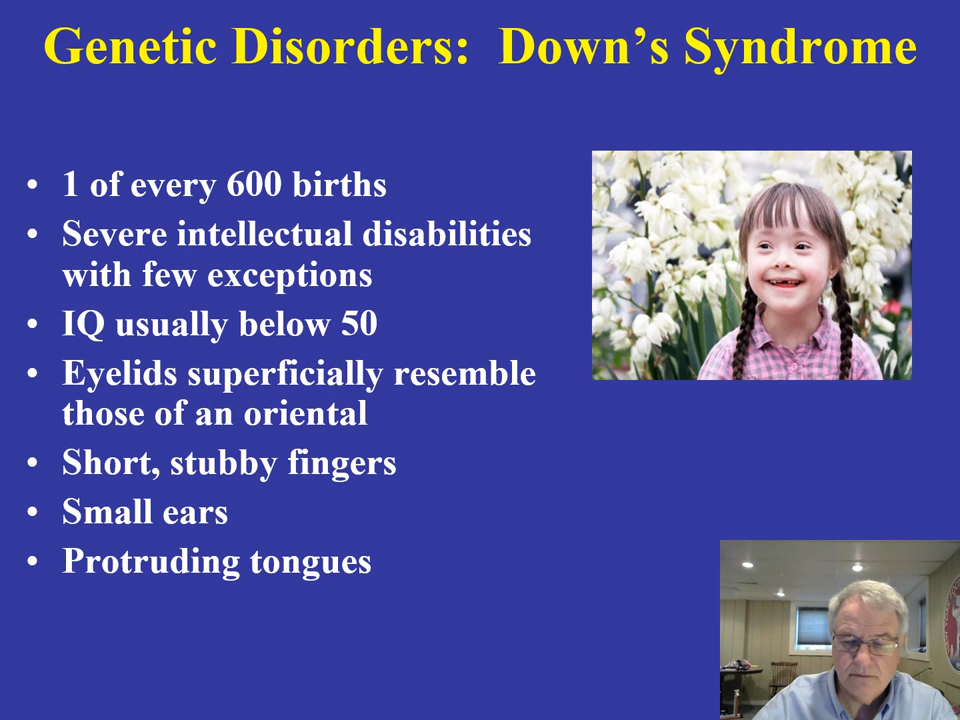 Genetic Disorders:  Down’s Syndrome
• 1 of every 600 births
• Severe intellectual disabilities
with few exceptions
• IQ usually below 50
• Eyelids superficially resemble
those of an oriental
• Short, stubby fingers
• Small ears
• Protruding tongues